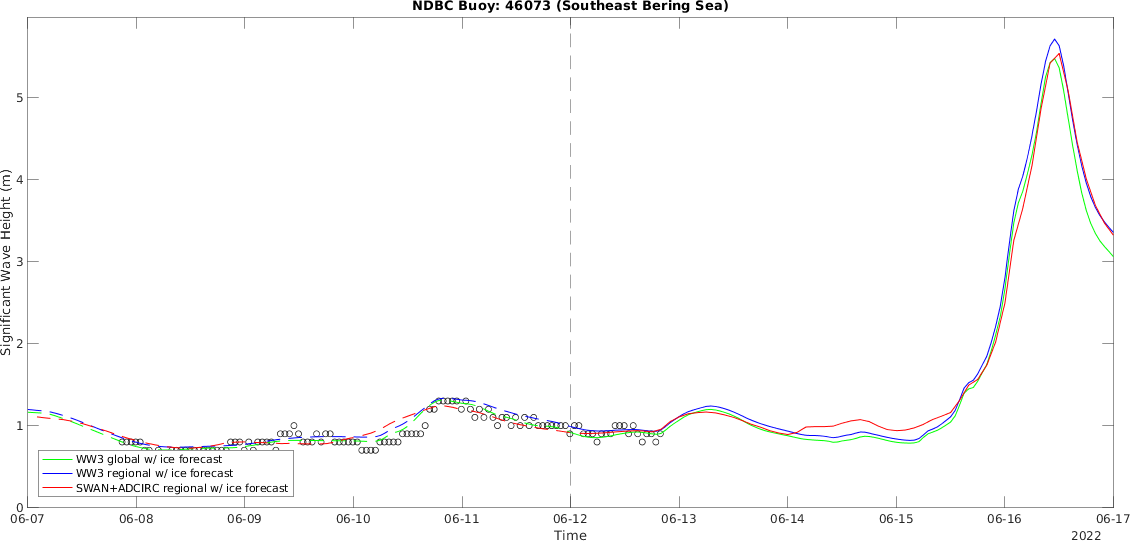 NDBC Buoy: 46073 (Southeast Bering Sea)
Significant Wave Height (m)
5
4
3
2
1
0
WW3 global w/ ice forecast
WW3 regional w/ ice forecast
SWAN+ADCIRC regional w/ ice forecast
06-07 06-08 06-09 06-10 06-11 06-12 06-13 06-14 06-15 06-16 06-17
Time
2022